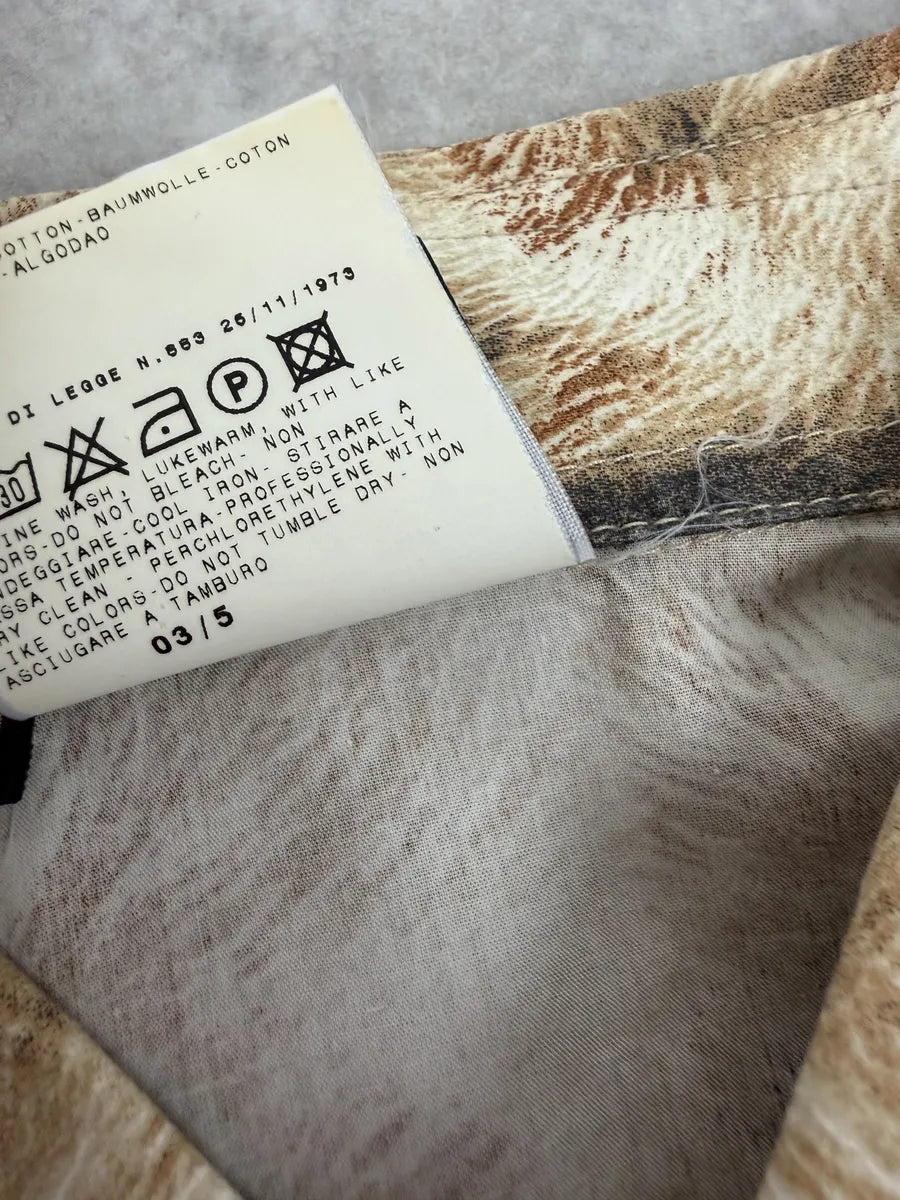 OTTON-BAUMWOLLE-COTON
-ALGODAO
DI LEGGE N.883 26/11/1973
30 P
INE WASH, LUKEWARM, WITH LIKE
ORS-DO NOT BLEACH- NON
NDEGGIARE-COOL IRON- STIRARE A
SSA TEMPERATURA-PROFESSIONALLY
RY CLEAN - PERCHLORETHYLENE WITH
LIKE COLORS-DO NOT TUMBLE DRY- NON
ASCIUGARE A TAMBURO
03/5